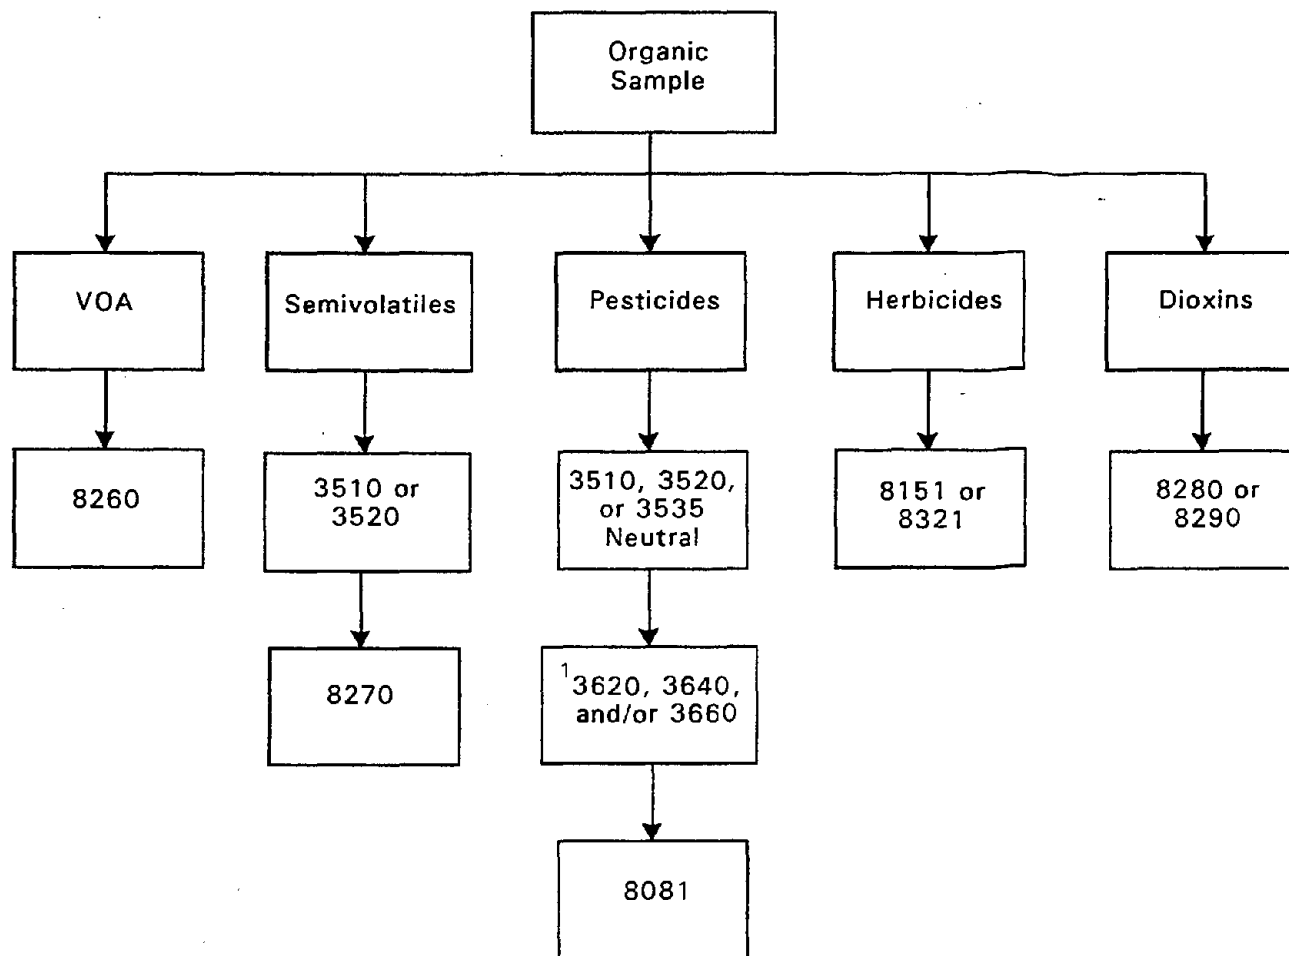 Organic
Sample
VOA
Semivolatiles
Pesticides
Herbicides
Dioxins
8260
3510 or
3520
3510, 3520,
or 3535
Neutral
8151 or
8321
8280 or
8290
8270
1 3620, 3640,
and/or 3660
8081